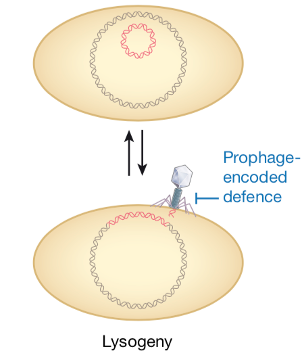 Prophage-
encoded
defence
Lysogeny